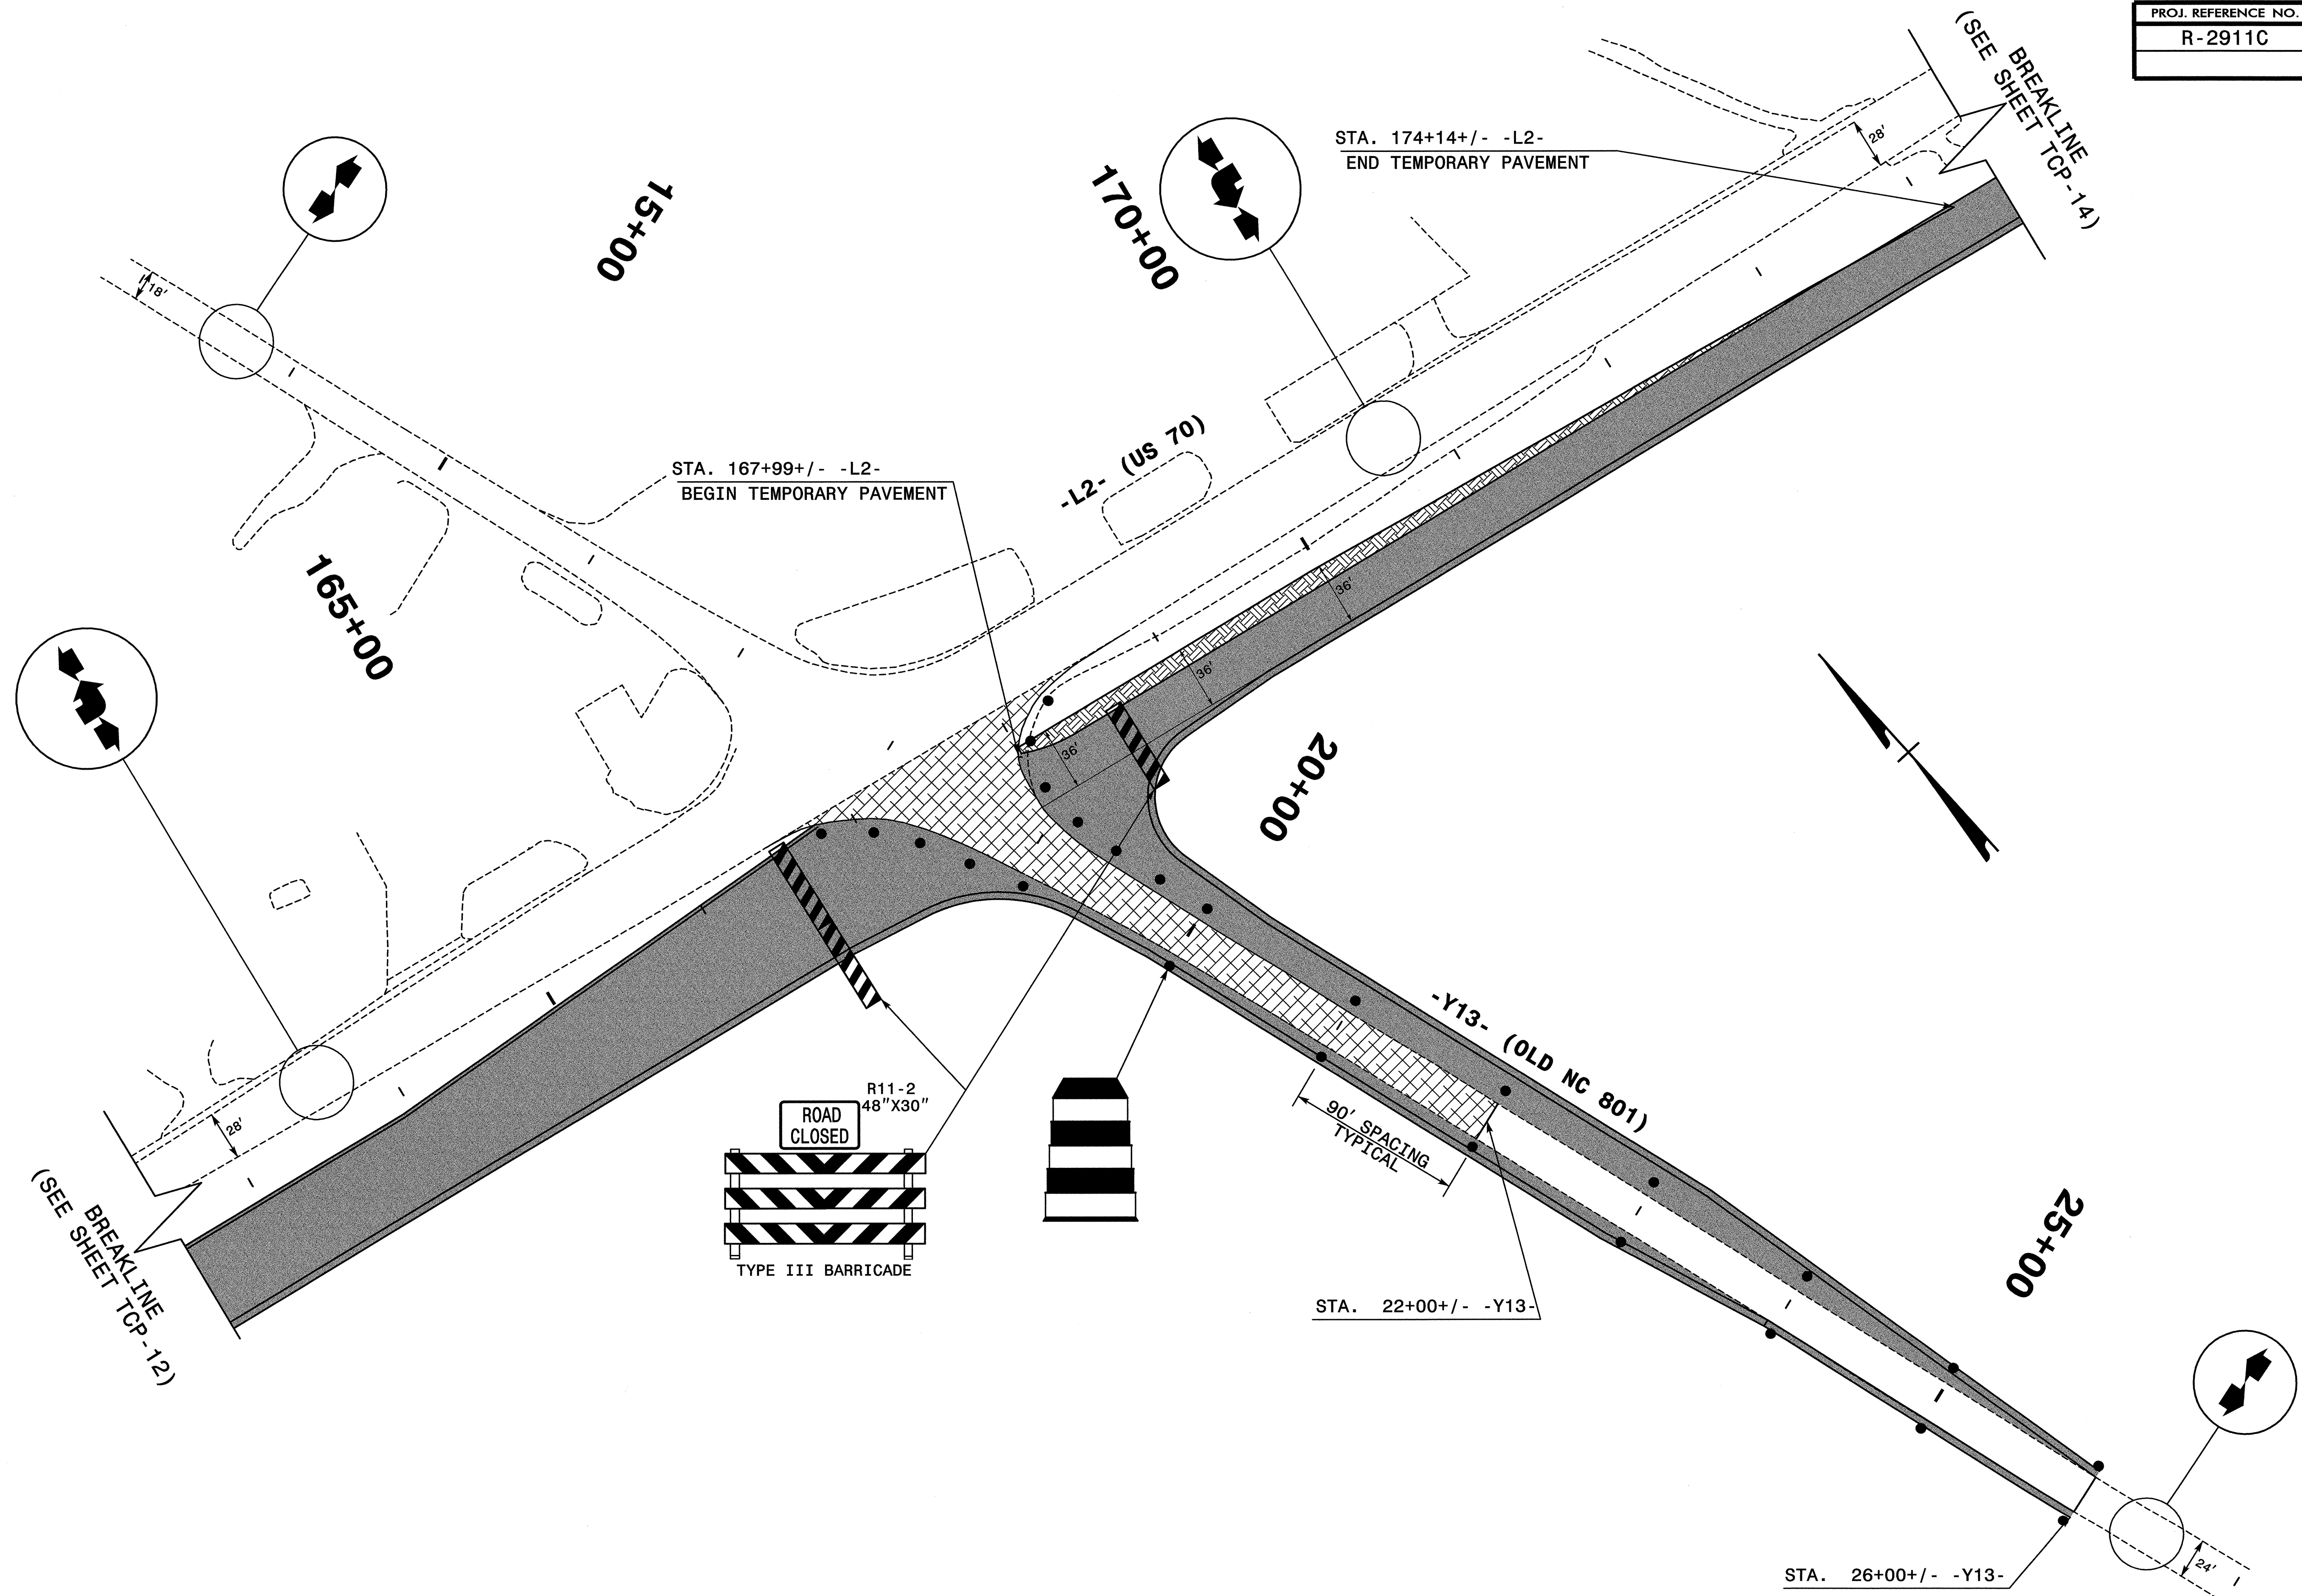 PROJ. REFERENCE NO.
R-2911C
BREAKLINE
(SEE SHEET TCP-14)
STA. 174+14+/- -L2-
END TEMPORARY PAVEMENT
28'
15+00
170+00
18'
-L2- (US 70)
STA. 167+99+/- -L2-
BEGIN TEMPORARY PAVEMENT
165+00
36'
36'
36'
20+00
-Y13- (OLD NC 801)
R11-2
48"X30"
ROAD
CLOSED
TYPE III BARRICADE
90' SPACING
TYPICAL
28'
BREAKLINE
(SEE SHEET TCP-12)
25+00
STA. 22+00+/- -Y13-
24'
STA. 26+00+/- -Y13-